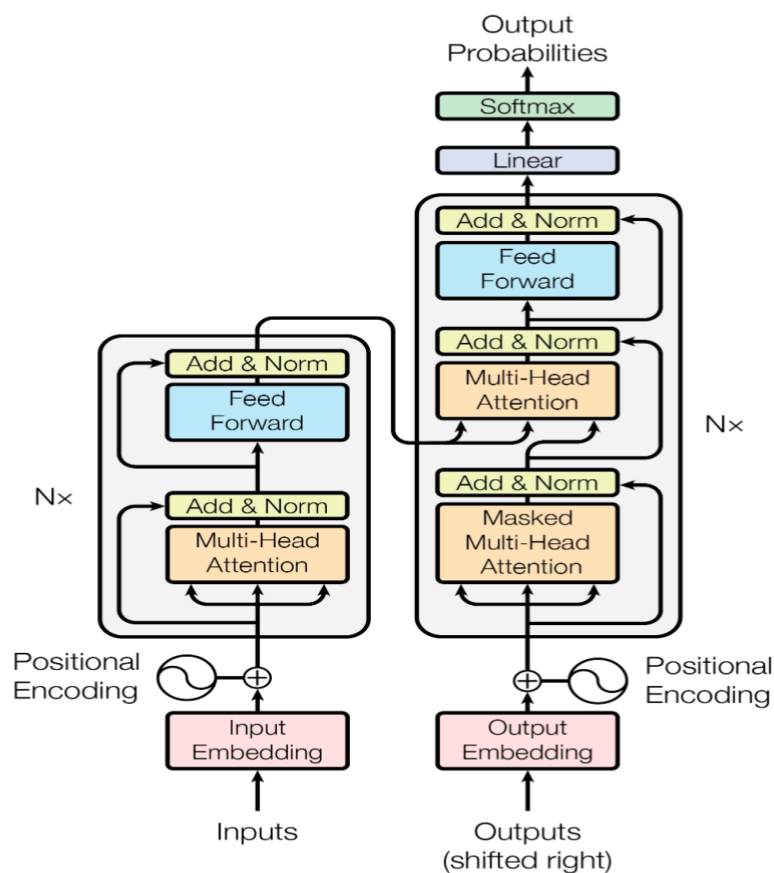 Output
Probabilities
Softmax
Linear
Add & Norm
Feed
Forward
Add & Norm
Multi-Head
Attention
Add & Norm
Masked
Multi-Head
Attention
Nx
Add & Norm
Feed
Forward
Add & Norm
Multi-Head
Attention
Nx
Positional
Encoding
Positional
Encoding
Input
Embedding
Output
Embedding
Inputs
Outputs
(shifted right)